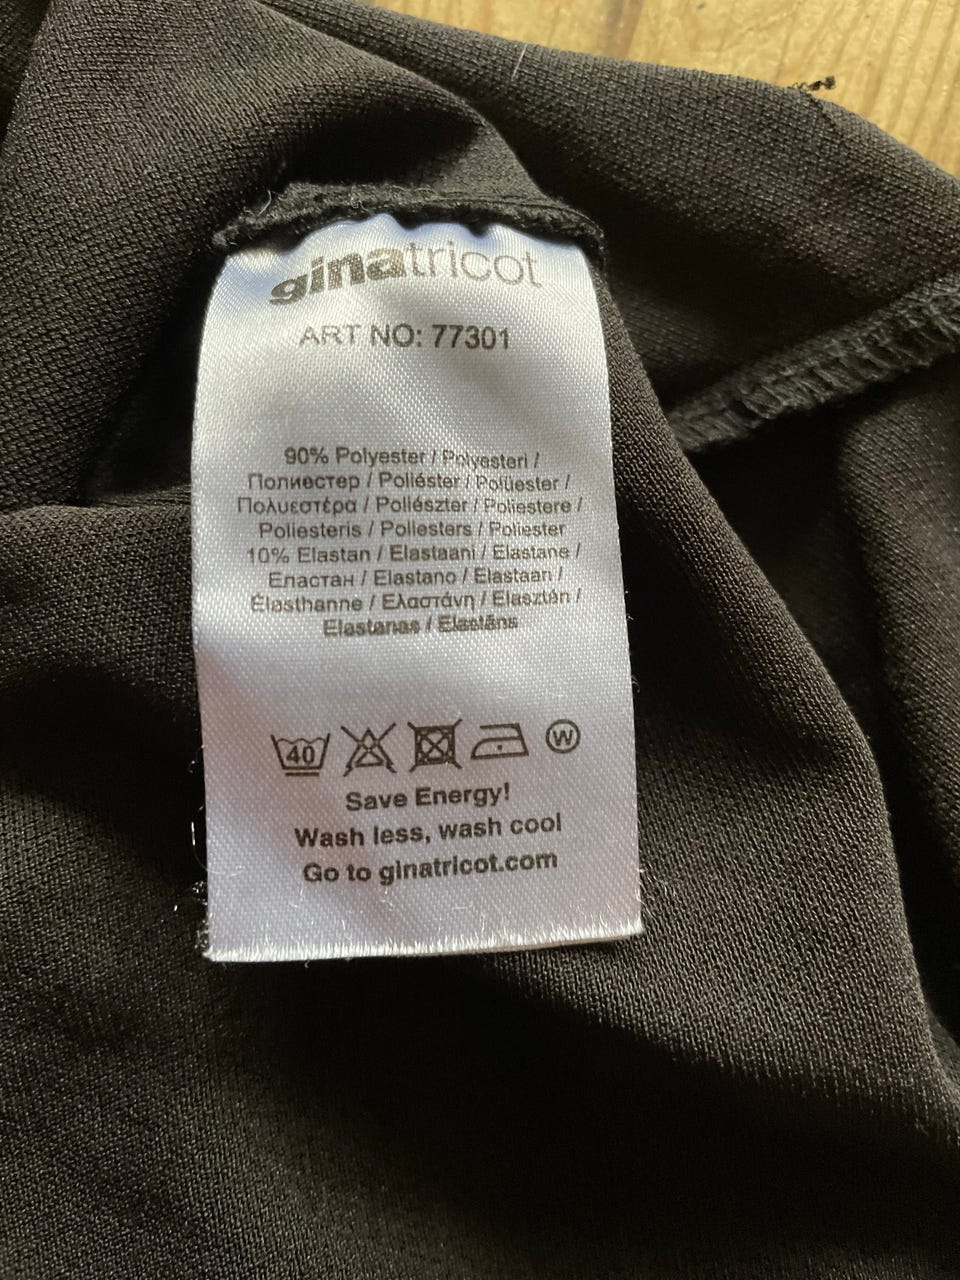 ginatricot
ART NO: 77301
90% Polyester / Polyesteri /
Полиестер / Poliéster / Polüester /
Πολυεστέρα / Poliészter / Poliestere /
Poliesteris / Poliesters / Poliester
10% Elastan / Elastaani / Elastane /
Еластан / Elastano / Elastaan /
Élasthanne / Ελαστάνη / Elasztán /
Elastanas / Elastāns
40 W
Save Energy!
Wash less, wash cool
Go to ginatricot.com